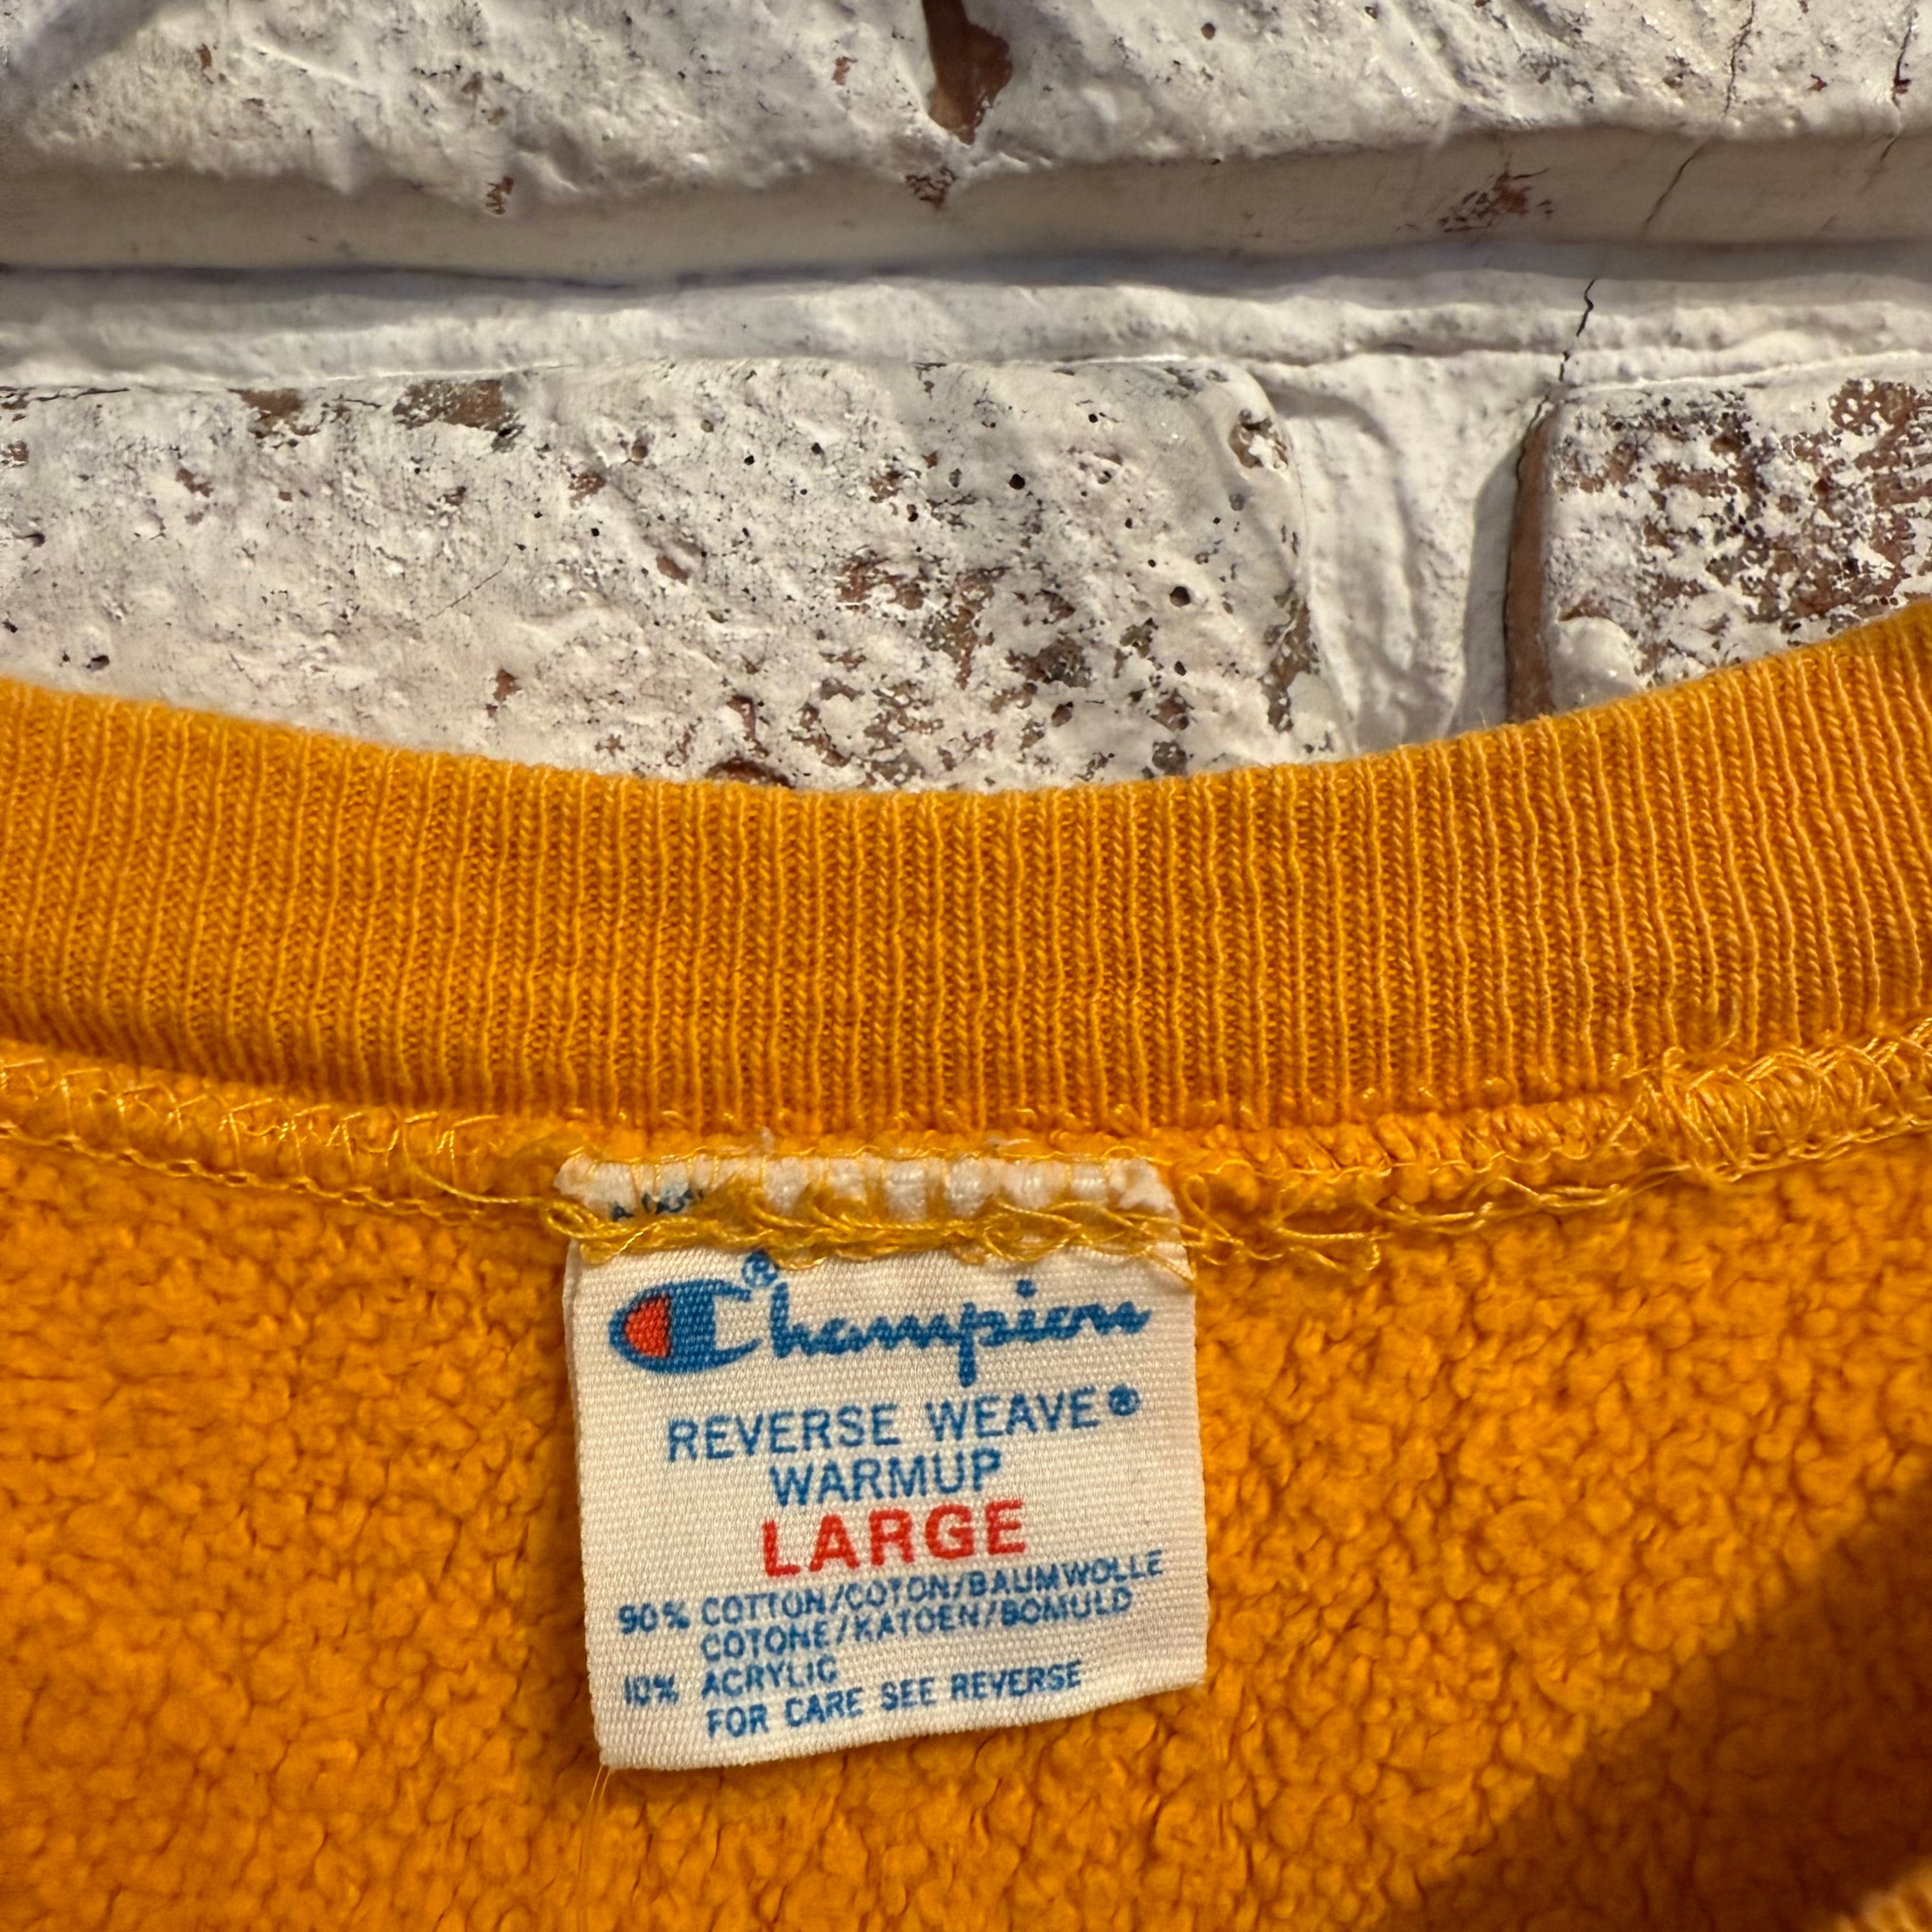 Champion®
REVERSE WEAVE®
WARMUP
LARGE
90% COTTON/COTON/BAUMWOLLE
COTONE/KATOEN/BOMULD
10% ACRYLIC
FOR CARE SEE REVERSE